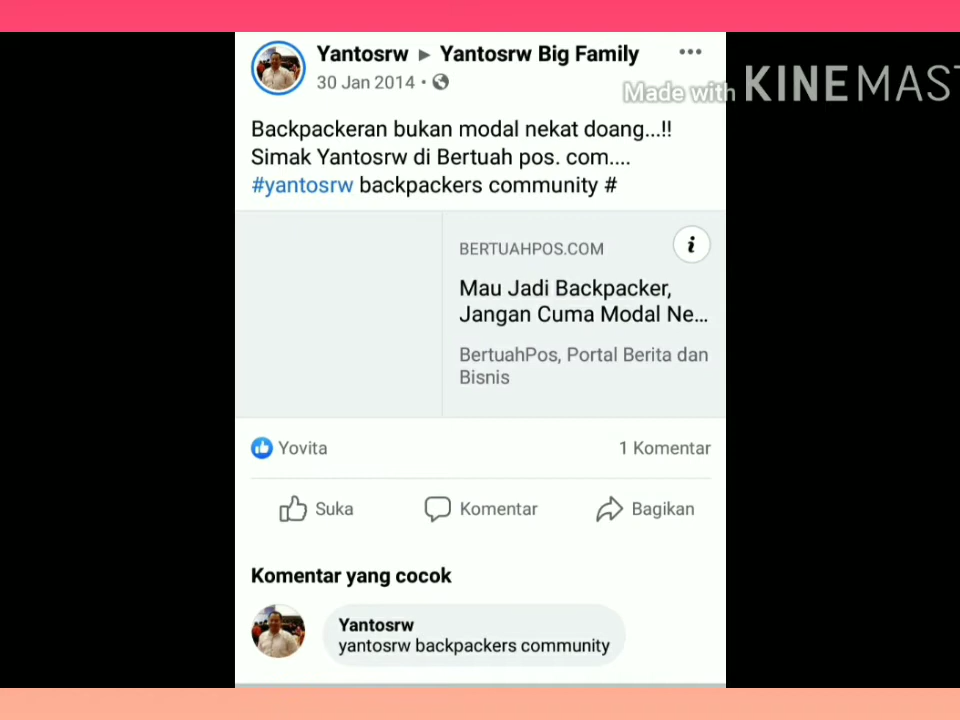 Yantosrw ▸ Yantosrw Big Family
30 Jan 2014 •
Made with KINEMAST
Backpackeran bukan modal nekat doang...!!
Simak Yantosrw di Bertuah pos. com....
#yantosrw backpackers community #
BERTUAHPOS.COM
i
Mau Jadi Backpacker,
Jangan Cuma Modal Ne...
BertuahPos, Portal Berita dan
Bisnis
Yovita 1 Komentar
Suka Komentar Bagikan
Komentar yang cocok
Yantosrw
yantosrw backpackers community